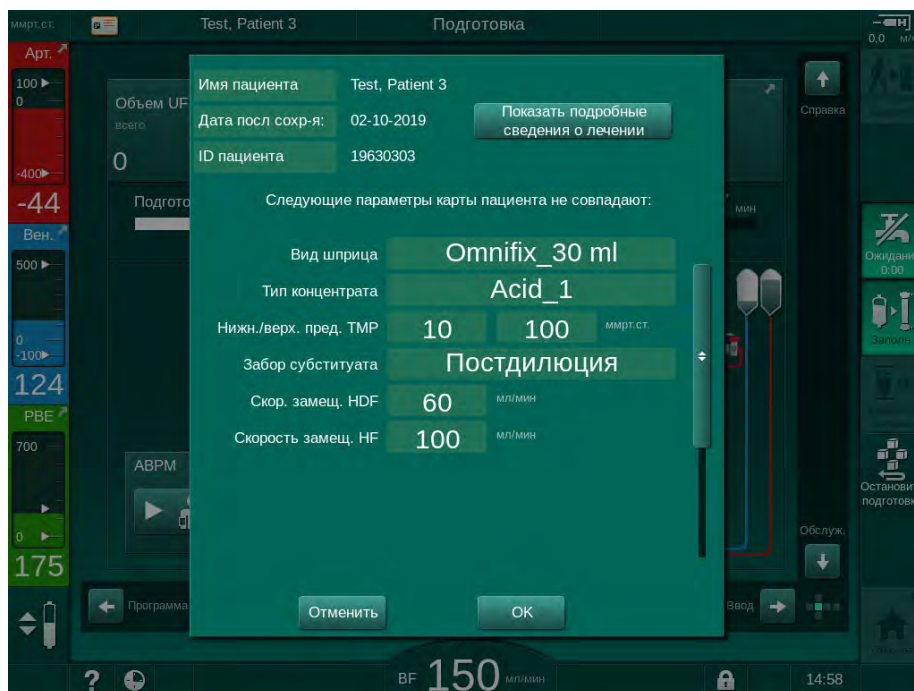 ммрт.ст.
Test, Patient 3
Подготовка
0,0
Арт.
100
0
-400
-44
Вен.
500
0
-100
124
PBE
700
0
175
Объем UF
всего
0
Подгото
мин
АВРМ
Программа
Имя пациента
Test, Patient 3
Дата посл сохр-я:
02-10-2019
Показать подробные
сведения о лечении
ID пациента
19630303
Следующие параметры карты пациента не совпадают:
Вид шприца
Omnifix_30 ml
Тип концентрата
Acid_1
Нижн./верх. пред. TMP
10
100
ммрт.ст.
Забор субституата
Постдилюция
Скор. замещ. HDF
60
мл/мин
Скорость замещ. HF
100
мл/мин
Отменить
OK
Справка
Обслуж.
Ввод
Ожидани
0:00
Заполн
Останови
подготовк
?
BF 150 мл/мин
14:58